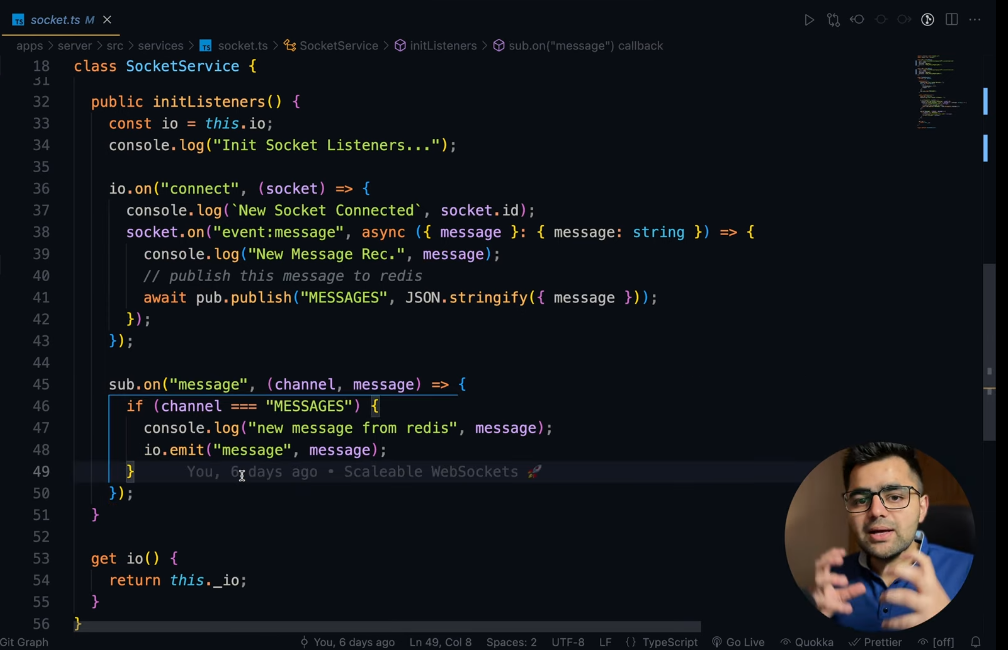 TS socket.ts M
apps > server > src > services > TS socket.ts > SocketService > initListeners > sub.on("message") callback
18 class SocketService {
31
32 public initListeners() {
33 const io = this.io;
34 console.log("Init Socket Listeners...");
35
36 io.on("connect", (socket) => {
37 console.log(`New Socket Connected`, socket.id);
38 socket.on("event:message", async ({ message }: { message: string }) => {
39 console.log("New Message Rec.", message);
40 // publish this message to redis
41 await pub.publish("MESSAGES", JSON.stringify({ message }));
42 });
43 });
44
45 sub.on("message", (channel, message) => {
46 if (channel === "MESSAGES") {
47 console.log("new message from redis", message);
48 io.emit("message", message);
49 } You, 6 days ago • Scaleable WebSockets 🚀
50 });
51 }
52
53 get io() {
54 return this._io;
55 }
56 }
Git Graph You, 6 days ago Ln 49, Col 8 Spaces: 2 UTF-8 LF {} TypeScript Go Live Quokka Prettier [off]